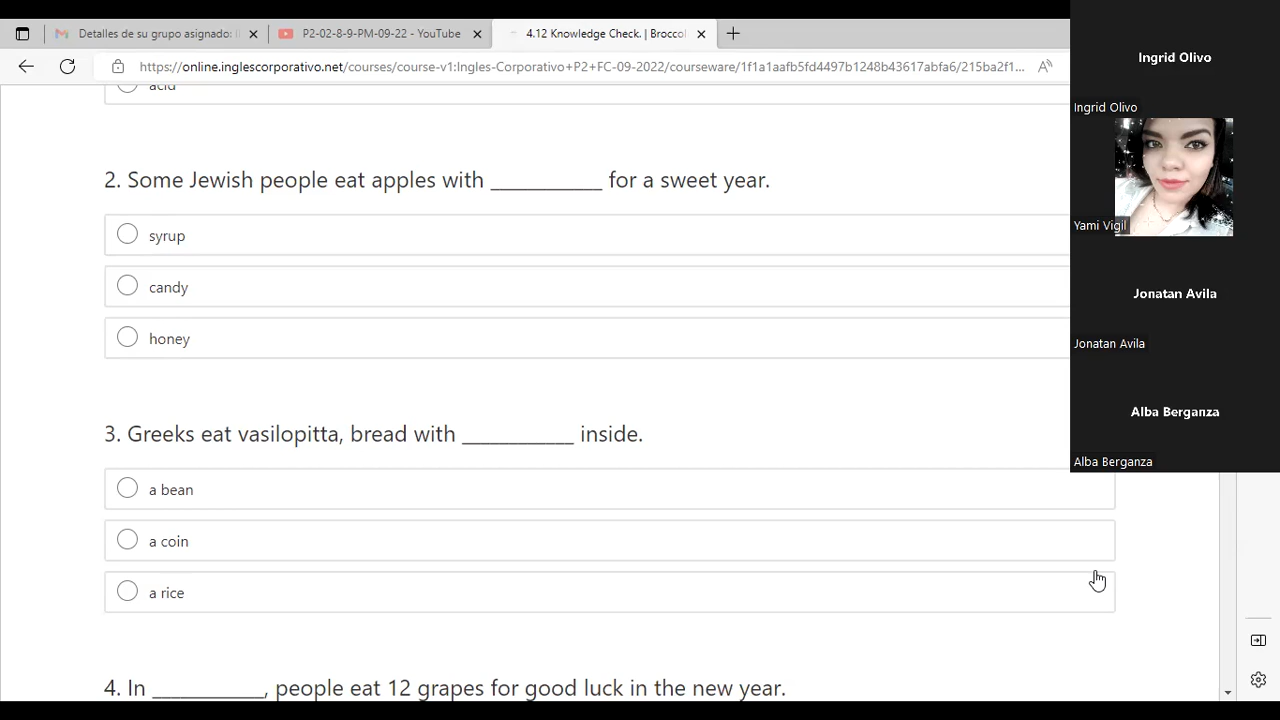 Detalles de su grupo asignado: I
P2-02-8-9-PM-09-22 - YouTube
4.12 Knowledge Check. | Broccol
https://online.inglescorporativo.net/courses/course-v1:Ingles-Corporativo+P2+FC-09-2022/courseware/1f1a1aafb5fd4497b1248b43617abfa6/215ba2f1...
acid
2. Some Jewish people eat apples with ___________ for a sweet year.
syrup
candy
honey
3. Greeks eat vasilopitta, bread with ___________ inside.
a bean
a coin
a rice
4. In ___________, people eat 12 grapes for good luck in the new year.
Ingrid Olivo
Ingrid Olivo
Yami Vigil
Jonatan Avila
Jonatan Avila
Alba Berganza
Alba Berganza